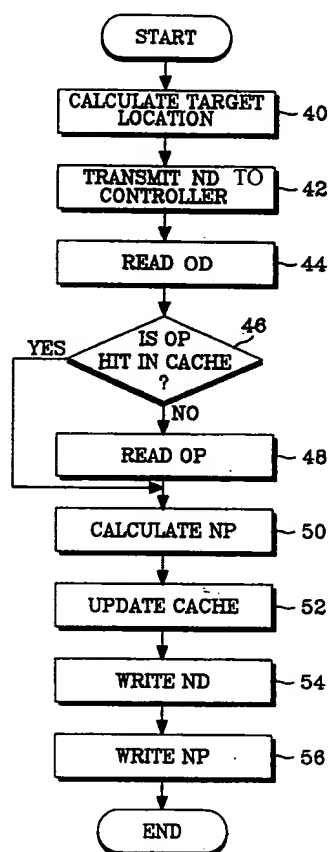 START
CALCULATE TARGET
LOCATION
40
TRANSMIT ND TO
CONTROLLER
42
READ OD
44
46
YES
IS OP
HIT IN CACHE
?
NO
READ OP
48
CALCULATE NP
50
UPDATE CACHE
52
WRITE ND
54
WRITE NP
56
END